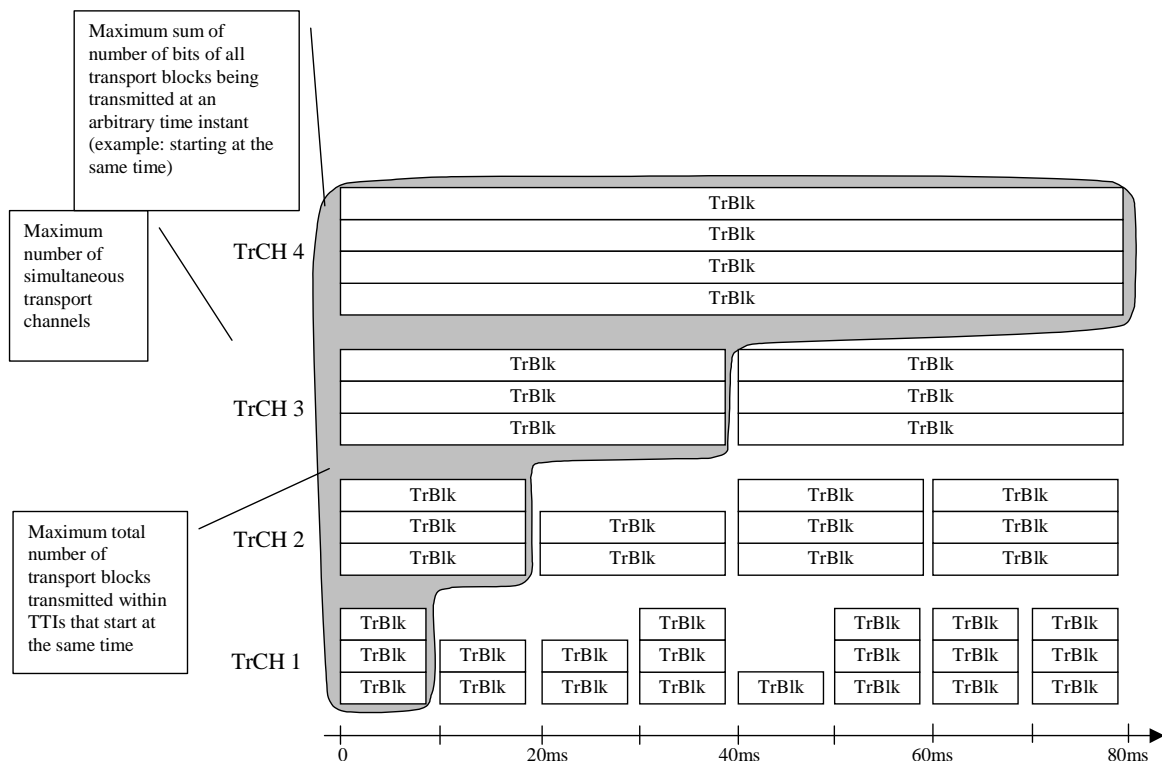 Maximum sum of
number of bits of all
transport blocks being
transmitted at an
arbitrary time instant
(example: starting at the
same time)
Maximum
number of
simultaneous
transport
channels
Maximum total
number of
transport blocks
transmitted within
TTIs that start at
the same time
TrCH 4
TrBlk
TrBlk
TrBlk
TrBlk
TrCH 3
TrBlk TrBlk
TrBlk TrBlk
TrBlk TrBlk
TrCH 2
TrBlk TrBlk TrBlk
TrBlk TrBlk TrBlk TrBlk
TrBlk TrBlk TrBlk TrBlk
TrCH 1
TrBlk TrBlk TrBlk TrBlk TrBlk
TrBlk TrBlk TrBlk TrBlk TrBlk TrBlk TrBlk
TrBlk TrBlk TrBlk TrBlk TrBlk TrBlk TrBlk TrBlk
0 20ms 40ms 60ms 80ms